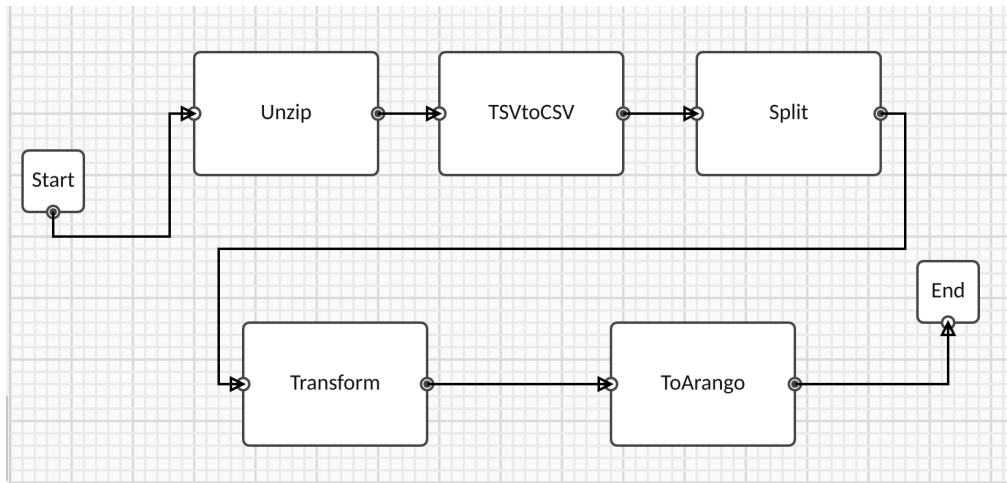 Unzip
TSVtoCSV
Split
Start
End
Transform
ToArango